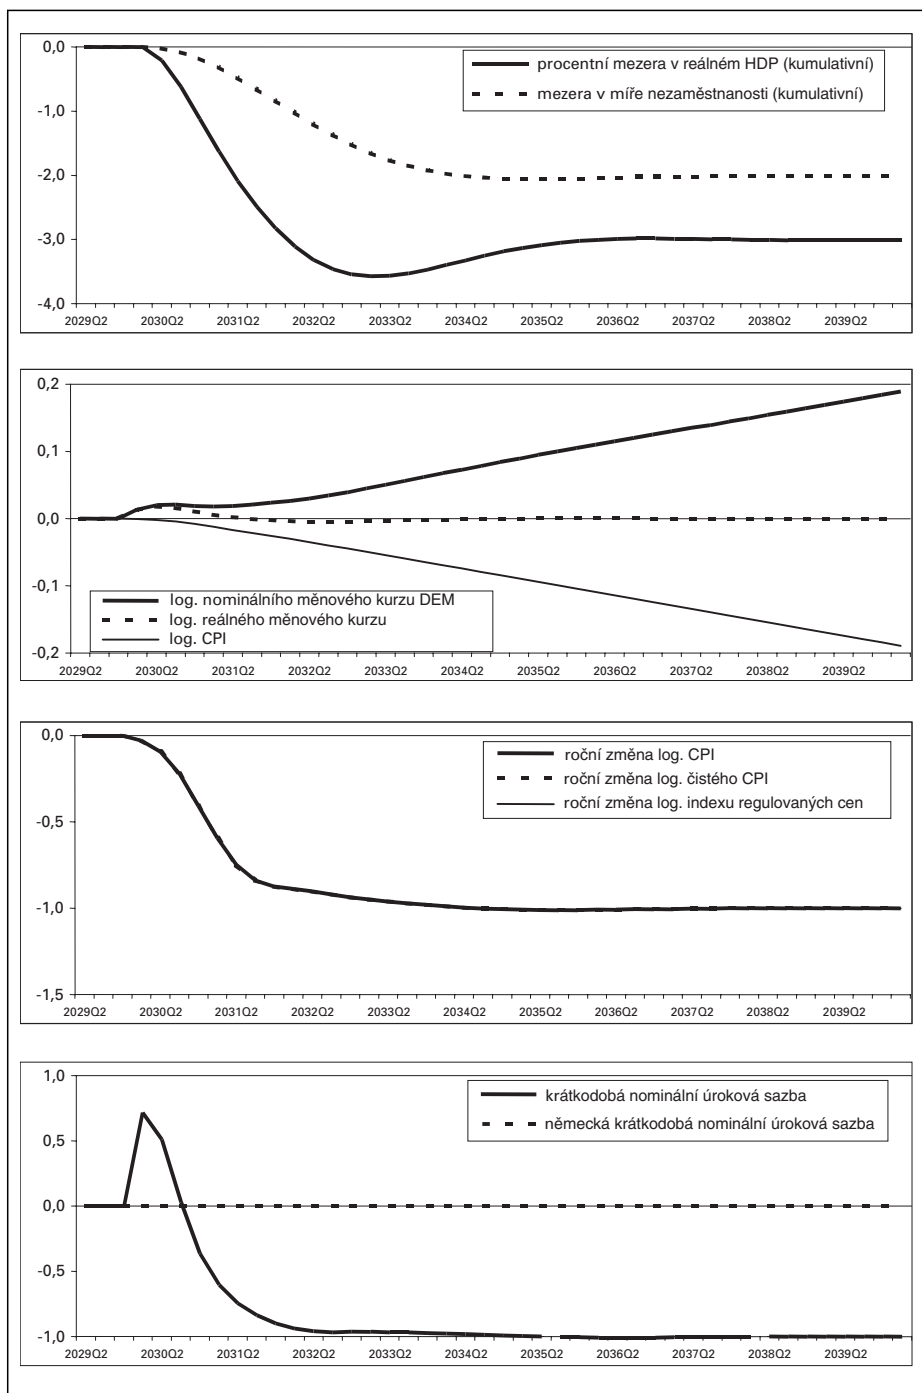 0,0
-1,0
-2,0
-3,0
-4,0
procentní mezera v reálném HDP (kumulativní)
mezera v míře nezaměstnanosti (kumulativní)
2029Q2 2030Q2 2031Q2 2032Q2 2033Q2 2034Q2 2035Q2 2036Q2 2037Q2 2038Q2 2039Q2
0,2
0,1
0,0
-0,1
-0,2
log. nominálního měnového kurzu DEM
log. reálného měnového kurzu
log. CPI
2029Q2 2030Q2 2031Q2 2032Q2 2033Q2 2034Q2 2035Q2 2036Q2 2037Q2 2038Q2 2039Q2
0,0
-0,5
-1,0
-1,5
roční změna log. CPI
roční změna log. čistého CPI
roční změna log. indexu regulovaných cen
2029Q2 2030Q2 2031Q2 2032Q2 2033Q2 2034Q2 2035Q2 2036Q2 2037Q2 2038Q2 2039Q2
1,0
0,5
0,0
-0,5
-1,0
krátkodobá nominální úroková sazba
německá krátkodobá nominální úroková sazba
2029Q2 2030Q2 2031Q2 2032Q2 2033Q2 2034Q2 2035Q2 2036Q2 2037Q2 2038Q2 2039Q2